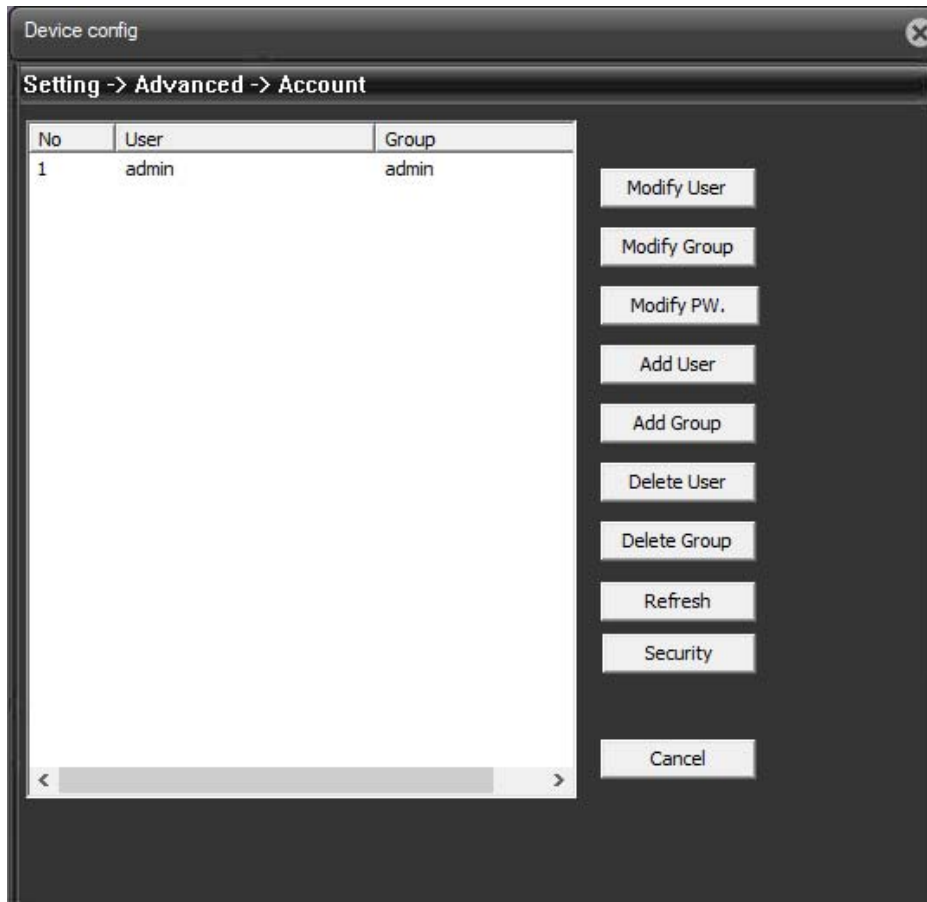 Device config
Setting -> Advanced -> Account
No User Group
1 admin admin
Modify User
Modify Group
Modify PW.
Add User
Add Group
Delete User
Delete Group
Refresh
Security
Cancel